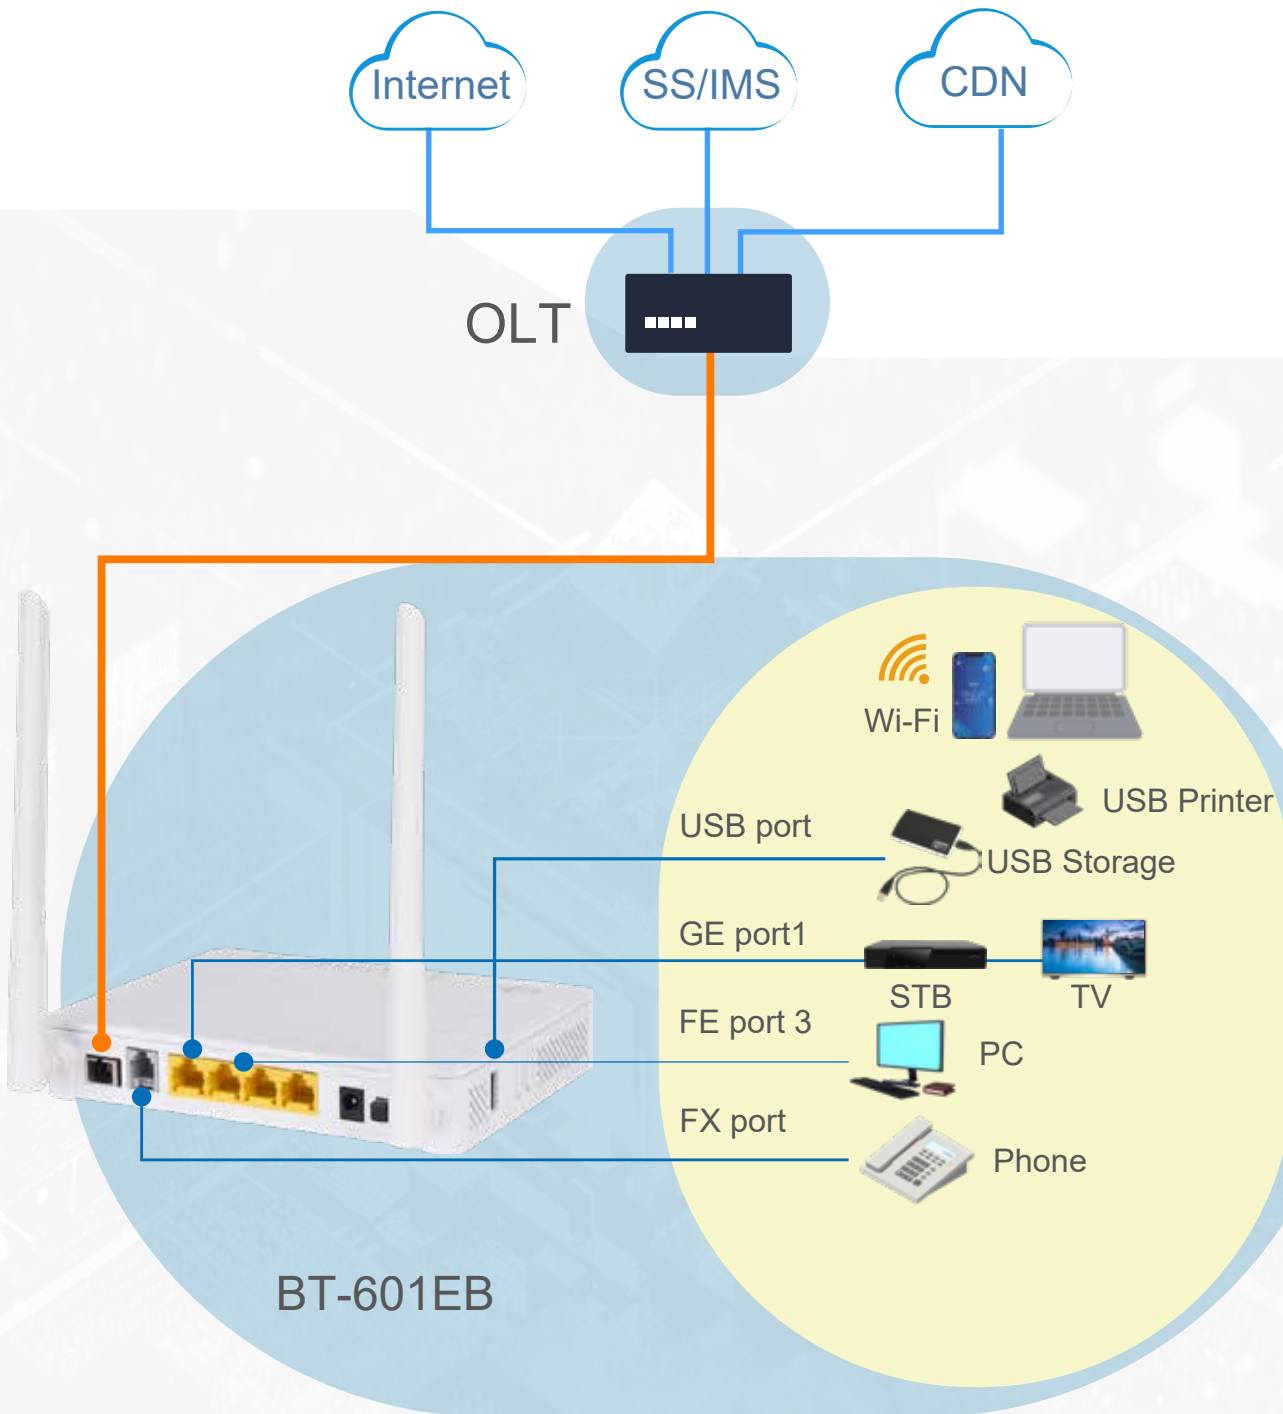 Internet
SS/IMS
CDN
OLT
Wi-Fi
USB Printer
USB port
USB Storage
GE port1
STB
TV
FE port 3
PC
FX port
Phone
BT-601EB